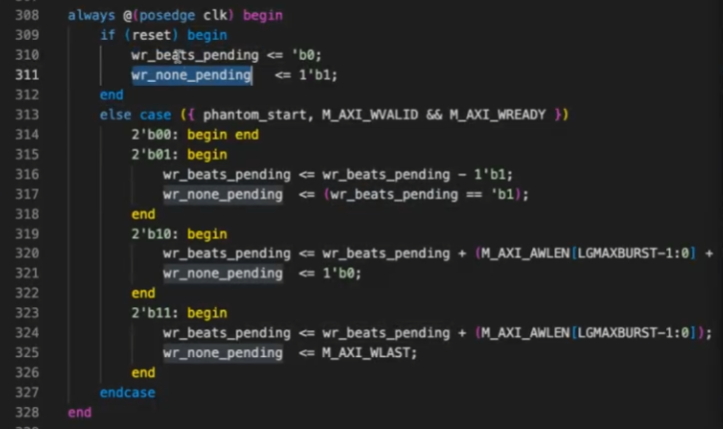 308 always @(posedge clk) begin
309 if (reset) begin
310 wr_beats_pending <= 'b0;
311 wr_none_pending <= 1'b1;
312 end
313 else case ({ phantom_start, M_AXI_WVALID && M_AXI_WREADY })
314 2'b00: begin end
315 2'b01: begin
316 wr_beats_pending <= wr_beats_pending - 1'b1;
317 wr_none_pending <= (wr_beats_pending == 'b1);
318 end
319 2'b10: begin
320 wr_beats_pending <= wr_beats_pending + (M_AXI_AWLEN[LGMAXBURST-1:0] +
321 wr_none_pending <= 1'b0;
322 end
323 2'b11: begin
324 wr_beats_pending <= wr_beats_pending + (M_AXI_AWLEN[LGMAXBURST-1:0]);
325 wr_none_pending <= M_AXI_WLAST;
326 end
327 endcase
328 end